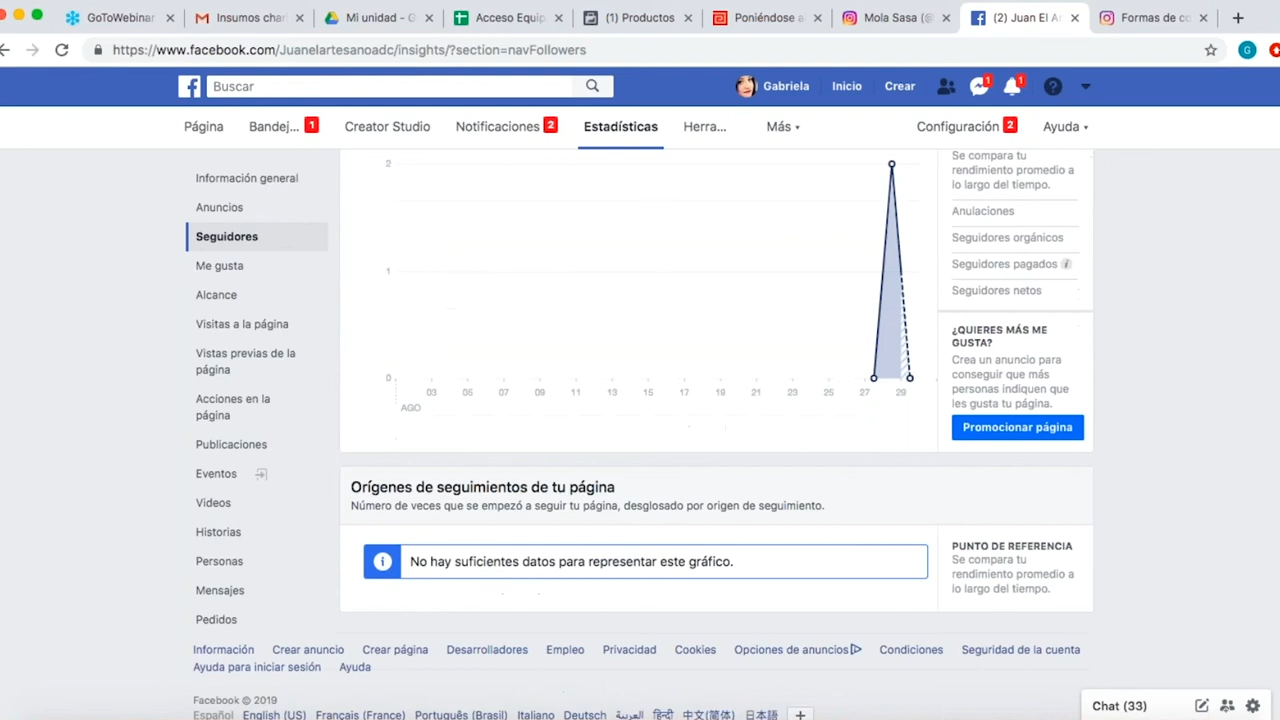 GoToWebinar
Insumos char
Mi unidad - G
Acceso Equip
(1) Productos
Poniéndose a
Mola Sasa (@
(2) Juan El Ar
Formas de co
https://www.facebook.com/Juanelartesanoadc/insights/?section=navFollowers
G
Buscar
Gabriela
Inicio
Crear
1
1
Página
Bandej... 1
Creator Studio
Notificaciones 2
Estadísticas
Herra...
Más
Configuración 2
Ayuda
Información general
Anuncios
Seguidores
Me gusta
Alcance
Visitas a la página
Vistas previas de la
página
Acciones en la
página
Publicaciones
Eventos
Videos
Historias
Personas
Mensajes
Pedidos
2
1
0
03 05 07 09 11 13 15 17 19 21 23 25 27 29
AGO
Se compara tu
rendimiento promedio a
lo largo del tiempo.
Anulaciones
Seguidores orgánicos
Seguidores pagados i
Seguidores netos
¿QUIERES MÁS ME
GUSTA?
Crea un anuncio para
conseguir que más
personas indiquen que
les gusta tu página.
Promocionar página
Orígenes de seguimientos de tu página
Número de veces que se empezó a seguir tu página, desglosado por origen de seguimiento.
No hay suficientes datos para representar este gráfico.
PUNTO DE REFERENCIA
Se compara tu
rendimiento promedio a
lo largo del tiempo.
Información Crear anuncio Crear página Desarrolladores Empleo Privacidad Cookies Opciones de anuncios Condiciones Seguridad de la cuenta
Ayuda para iniciar sesión Ayuda
Facebook © 2019
Español English (US) Français (France) Português (Brasil) Italiano Deutsch العربية हिन्दी 中文(简体) 日本語
Chat (33)